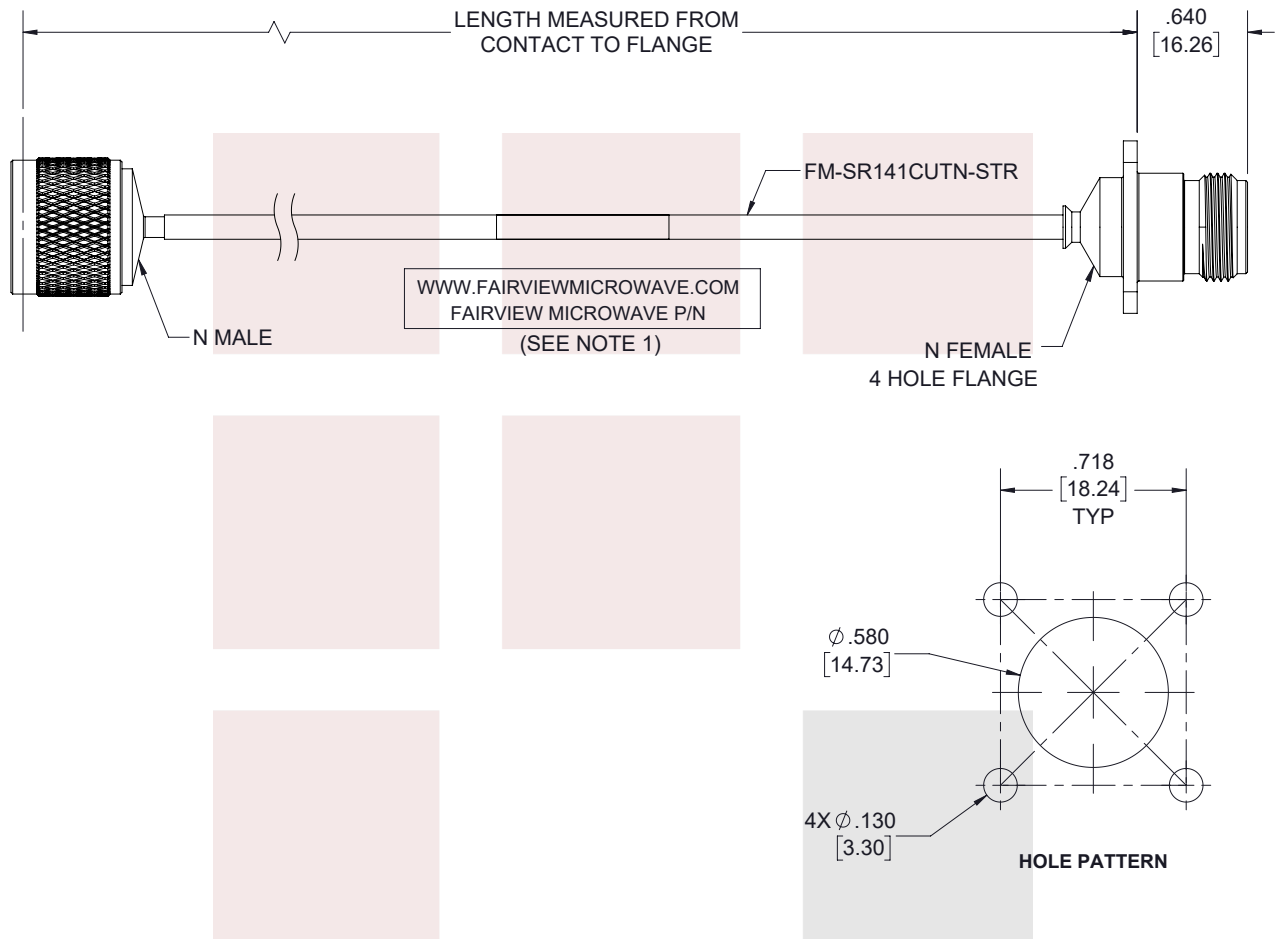 LENGTH MEASURED FROM
CONTACT TO FLANGE
.640
[16.26]
FM-SR141CUTN-STR
WWW.FAIRVIEWMICROWAVE.COM
FAIRVIEW MICROWAVE P/N
(SEE NOTE 1)
N MALE
N FEMALE
4 HOLE FLANGE
.718
[18.24]
TYP
∅.580
[14.73]
4X ∅.130
[3.30]
HOLE PATTERN